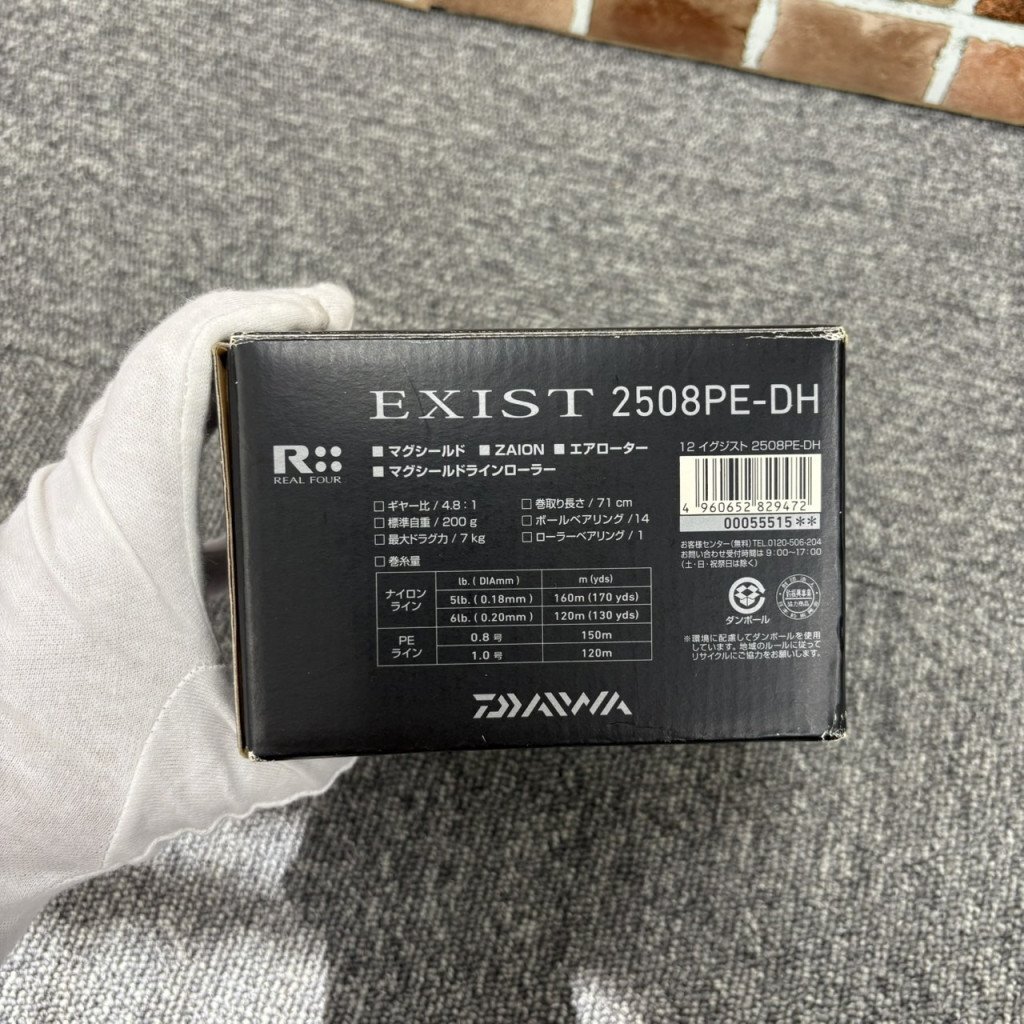 EXIST 2508PE-DH
R
REAL FOUR
■ マグシールド ■ ZAION ■ エアローター
■ マグシールドラインローラー
12 イグジスト 2508PE-DH
4 960652 829472
00055515**
□ ギヤー比 / 4.8:1 □ 巻取り長さ / 71 cm
□ 標準自重 / 200 g □ ボールベアリング / 14
□ 最大ドラグ力 / 7 kg □ ローラーベアリング / 1
□ 巻糸量
lb. ( DIAmm ) m (yds)
ナイロン
ライン
5lb. ( 0.18mm ) 160m (170 yds)
6lb. ( 0.20mm ) 120m (130 yds)
PE
ライン
0.8 号 150m
1.0 号 120m
お客様センター(無料) TEL.0120-506-204
お問い合わせ受付時間は 9:00〜17:00
(土・日・祝祭日は除く)
ダンボール
協力商品
※環境に配慮してダンボールを使用
しています。地域のルールに従って
リサイクルにご協力をお願いします。
DAIWA